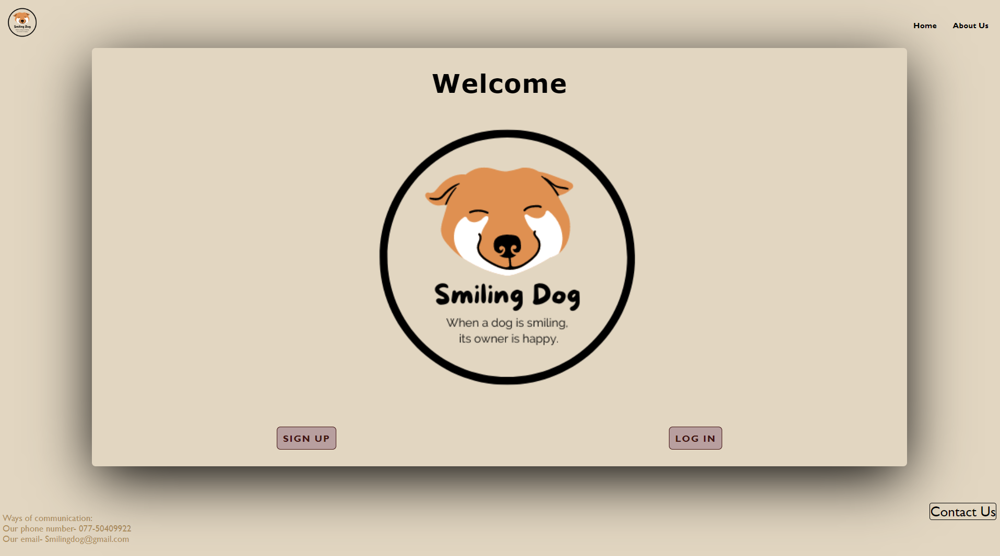 Smiling Dog
Home
About Us
Welcome
Smiling Dog
When a dog is smiling,
its owner is happy.
SIGN UP
LOG IN
Contact Us
Ways of communication:
Our phone number- 077-50409922
Our email- Smilingdog@gmail.com